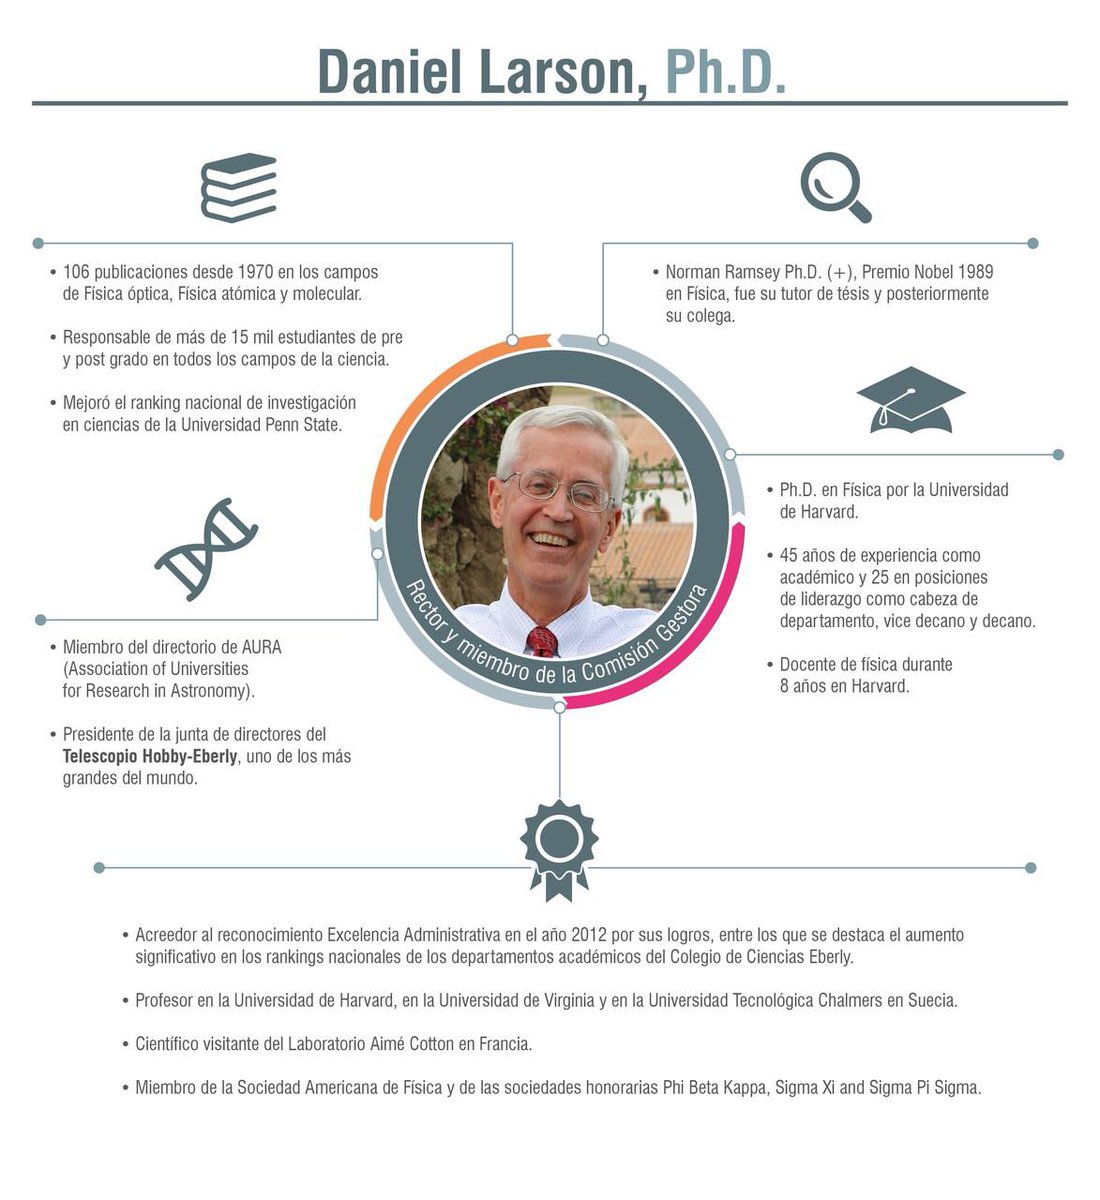 Daniel Larson, Ph.D.
• 106 publicaciones desde 1970 en los campos
de Física óptica, Física atómica y molecular.
• Responsable de más de 15 mil estudiantes de pre
y post grado en todos los campos de la ciencia.
• Mejoró el ranking nacional de investigación
en ciencias de la Universidad Penn State.
• Norman Ramsey Ph.D. (+), Premio Nobel 1989
en Física, fue su tutor de tésis y posteriormente
su colega.
• Ph.D. en Física por la Universidad
de Harvard.
• 45 años de experiencia como
académico y 25 en posiciones
de liderazgo como cabeza de
departamento, vice decano y decano.
• Docente de física durante
8 años en Harvard.
Rector y miembro de la Comisión Gestora
• Miembro del directorio de AURA
(Association of Universities
for Research in Astronomy).
• Presidente de la junta de directores del
Telescopio Hobby-Eberly, uno de los más
grandes del mundo.
• Acreedor al reconocimiento Excelencia Administrativa en el año 2012 por sus logros, entre los que se destaca el aumento
significativo en los rankings nacionales de los departamentos académicos del Colegio de Ciencias Eberly.
• Profesor en la Universidad de Harvard, en la Universidad de Virginia y en la Universidad Tecnológica Chalmers en Suecia.
• Científico visitante del Laboratorio Aimé Cotton en Francia.
• Miembro de la Sociedad Americana de Física y de las sociedades honorarias Phi Beta Kappa, Sigma Xi and Sigma Pi Sigma.